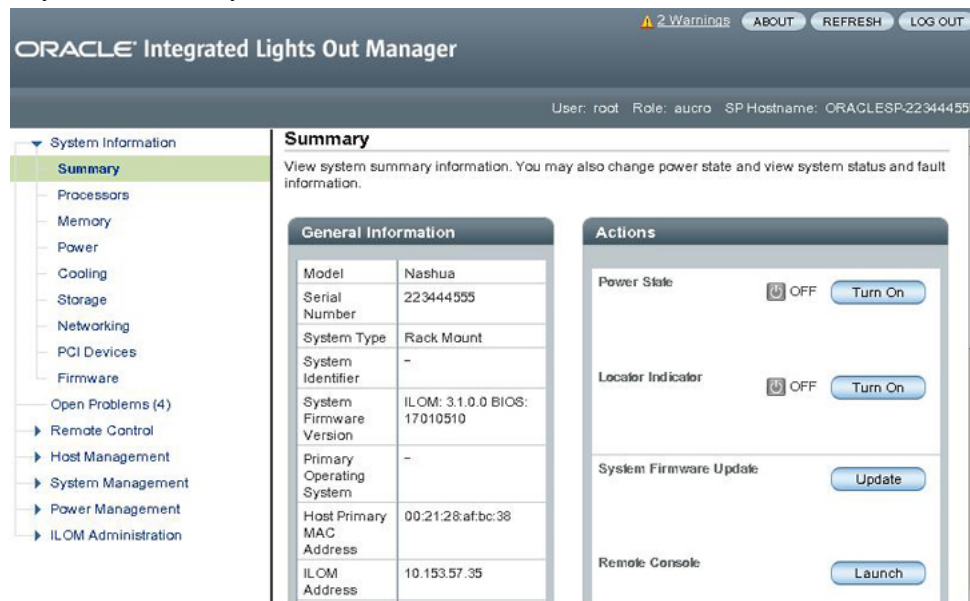 2 Warnings ABOUT REFRESH LOG OUT
ORACLE® Integrated Lights Out Manager
User: root Role: aucro SP Hostname: ORACLESP-22344455
System Information
Summary
Processors
Memory
Power
Cooling
Storage
Networking
PCI Devices
Firmware
Open Problems (4)
Remote Control
Host Management
System Management
Power Management
ILOM Administration
Summary
View system summary information. You may also change power state and view system status and fault
information.
General Information
Model Nashua
Serial 223444555
Number
System Type Rack Mount
System –
Identifier
System ILOM: 3.1.0.0 BIOS:
Firmware 17010510
Version
Primary –
Operating
System
Host Primary 00:21:28:af:bc:38
MAC
Address
ILOM 10.153.57.35
Address
Actions
Power State OFF Turn On
Locator Indicator OFF Turn On
System Firmware Update Update
Remote Console Launch